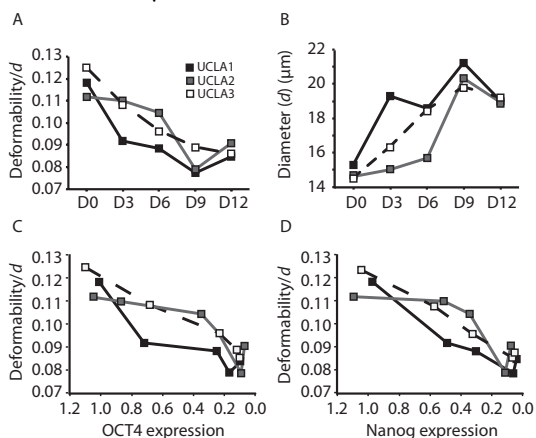 A
Deformability/d
0.13
0.12
0.11
0.10
0.09
0.08
0.07
D0 D3 D6 D9 D12
UCLA1
UCLA2
UCLA3
B
Diameter (d) (µm)
22
20
18
16
14
D0 D3 D6 D9 D12
C
Deformability/d
0.13
0.12
0.11
0.10
0.09
0.08
0.07
1.2 1.0 0.8 0.6 0.4 0.2 0.0
OCT4 expression
D
Deformability/d
0.13
0.12
0.11
0.10
0.09
0.08
0.07
1.2 1.0 0.8 0.6 0.4 0.2 0.0
Nanog expression